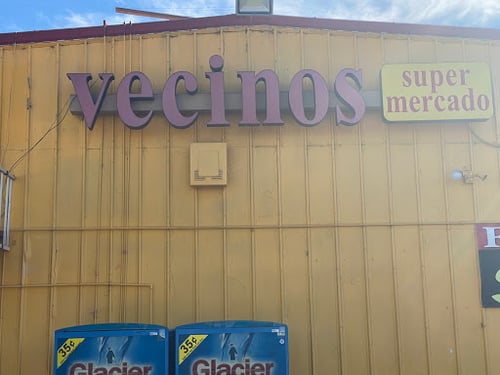 vecinos
super
mercado
35¢
Glacier
35¢
Glacier